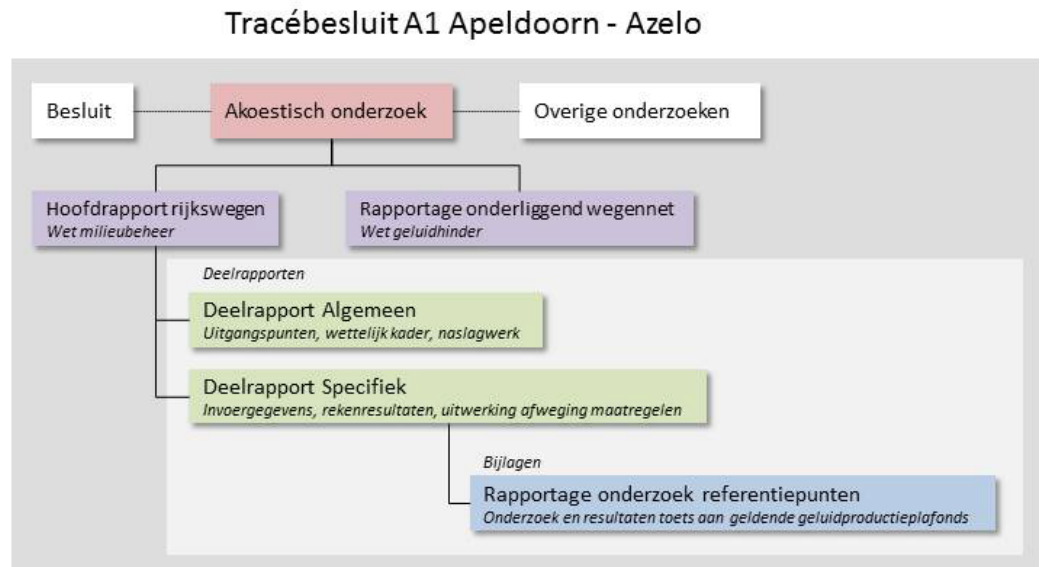 Tracébesluit A1 Apeldoorn - Azelo
Besluit
Akoestisch onderzoek
Overige onderzoeken
Hoofdrapport rijkswegen
Wet milieubeheer
Rapportage onderliggend wegennet
Wet geluidhinder
Deelrapporten
Deelrapport Algemeen
Uitgangspunten, wettelijk kader, naslagwerk
Deelrapport Specifiek
Invoergegevens, rekenresultaten, uitwerking afweging maatregelen
Bijlagen
Rapportage onderzoek referentiepunten
Onderzoek en resultaten toets aan geldende geluidproductieplafonds